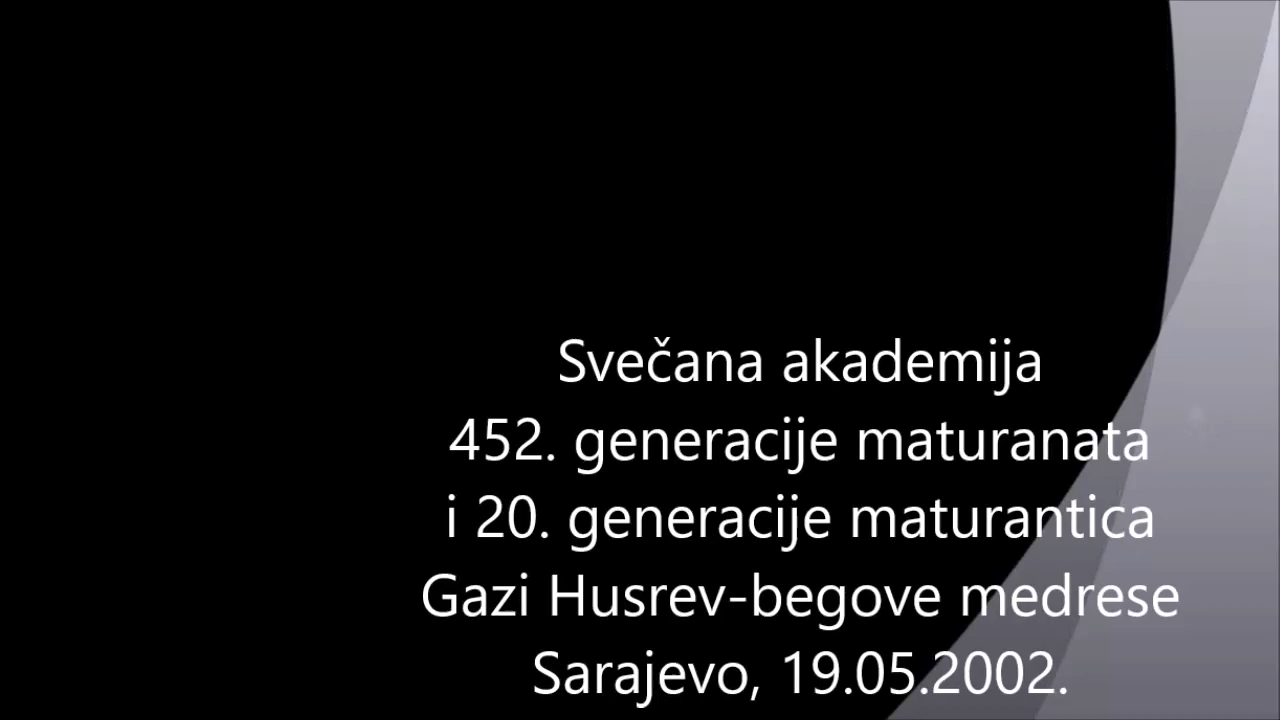 Svečana akademija
452. generacije maturanata
i 20. generacije maturantica
Gazi Husrev-begove medrese
Sarajevo, 19.05.2002.